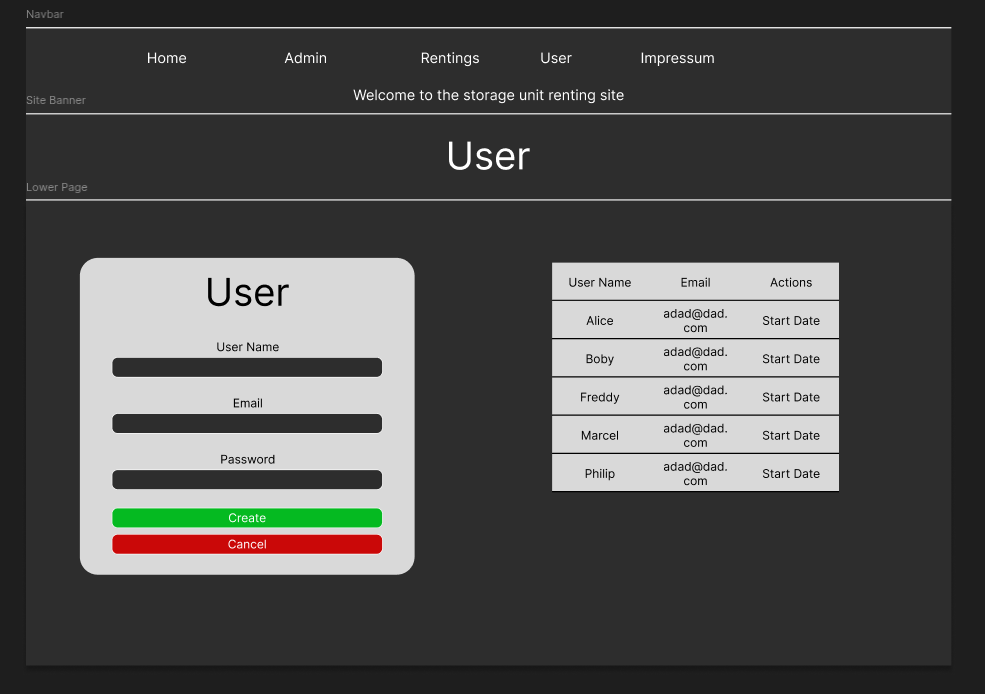 Navbar
Home Admin Rentings User Impressum
Welcome to the storage unit renting site
Site Banner
User
Lower Page
User
User Name
Email
Password
Create
Cancel
User Name Email Actions
Alice adad@dad. Start Date
com
Boby adad@dad. Start Date
com
Freddy adad@dad. Start Date
com
Marcel adad@dad. Start Date
com
Philip adad@dad. Start Date
com